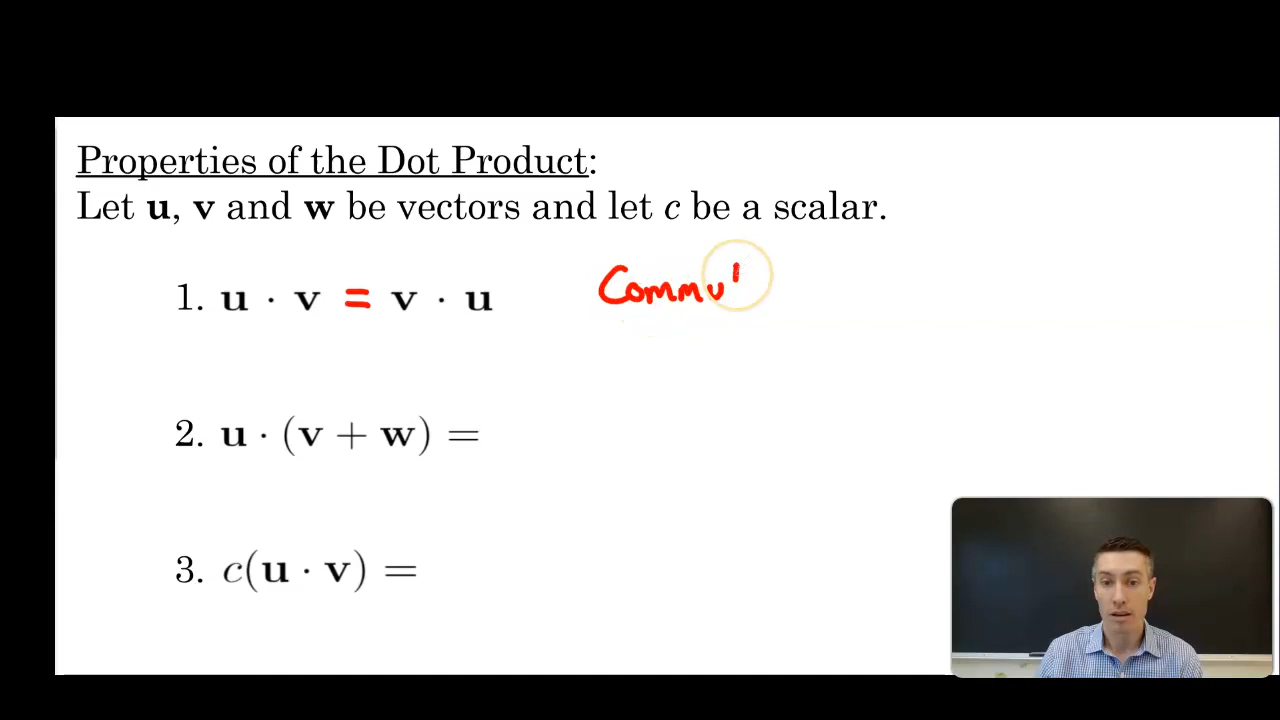 Properties of the Dot Product:
Let u, v and w be vectors and let c be a scalar.
1. u · v = v · u Commu
2. u · (v + w) =
3. c(u · v) =